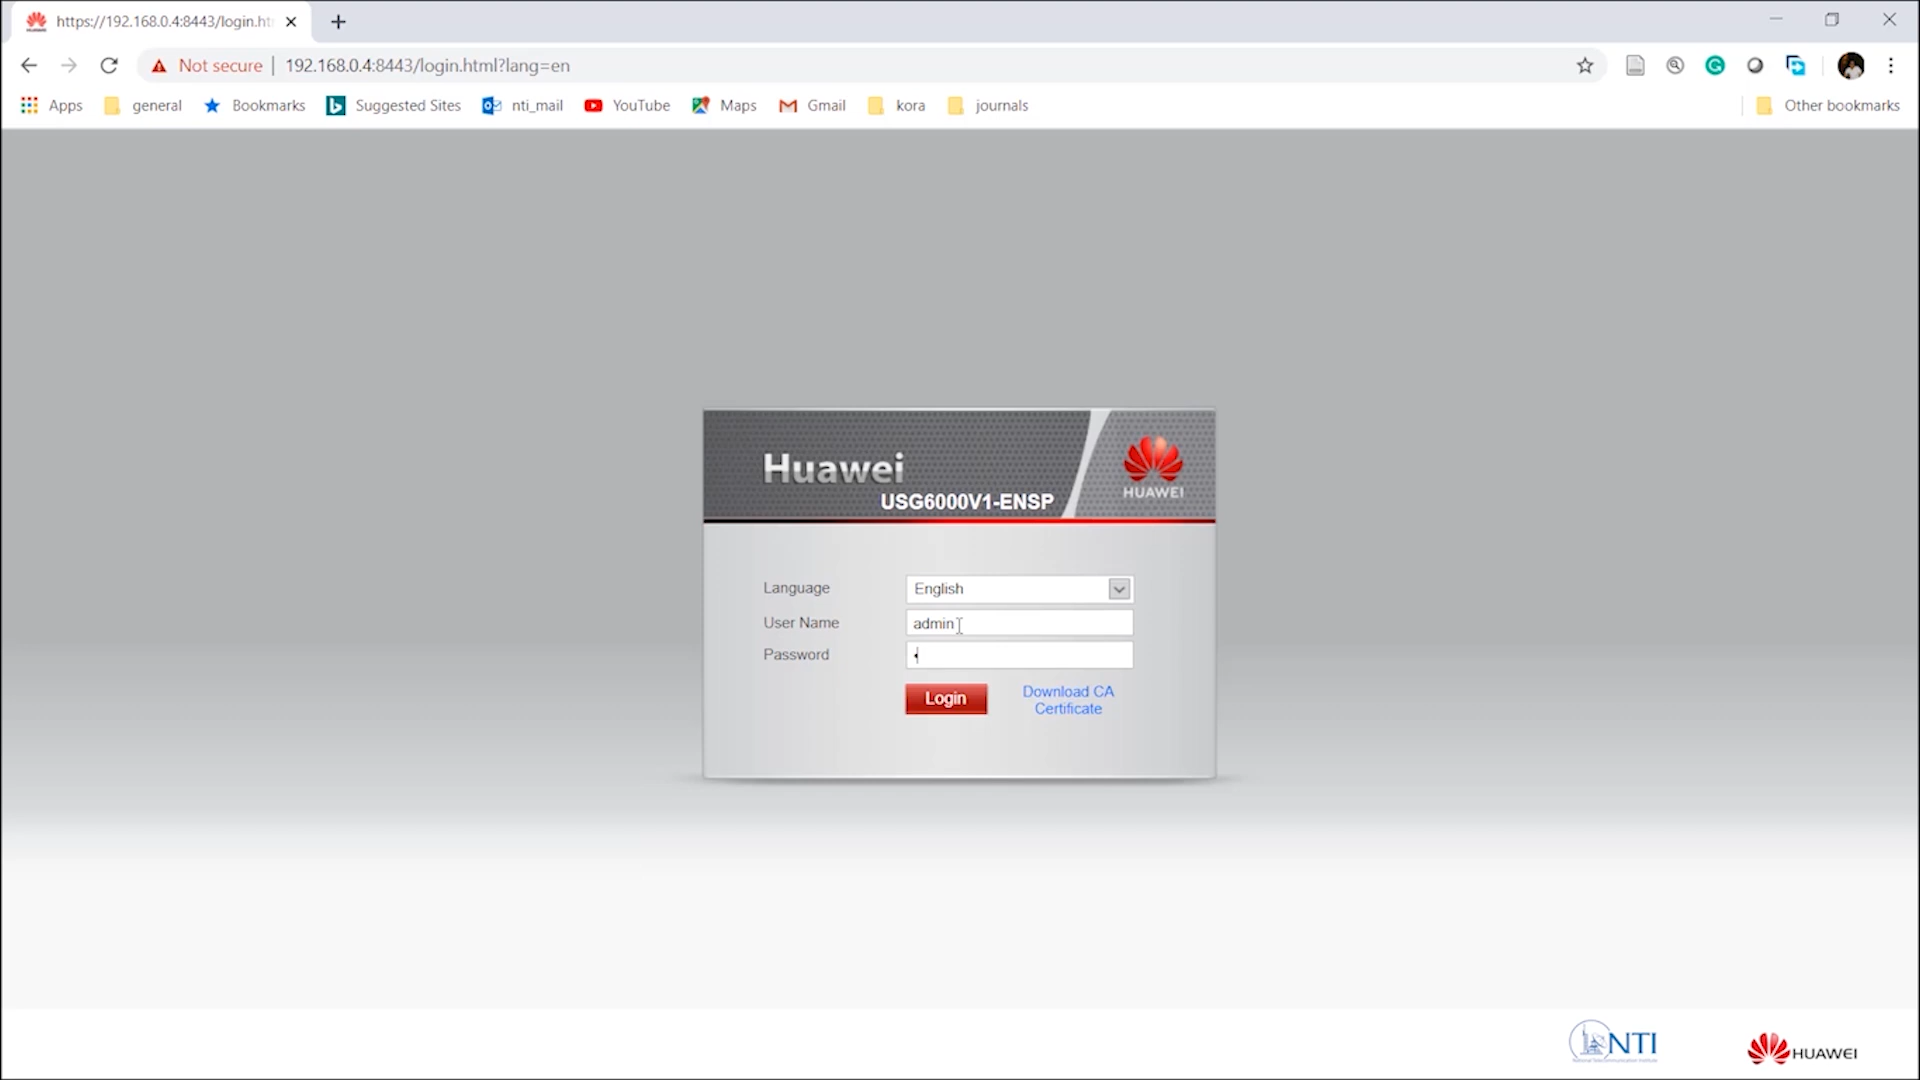 https://192.168.0.4:8443/login.ht
Not secure
192.168.0.4:8443/login.html?lang=en
Apps general Bookmarks Suggested Sites nti_mail YouTube Maps Gmail kora journals Other bookmarks
Huawei
USG6000V1-ENSP
HUAWEI
Language English
User Name admin
Password
Login
Download CA
Certificate
NTI
HUAWEI